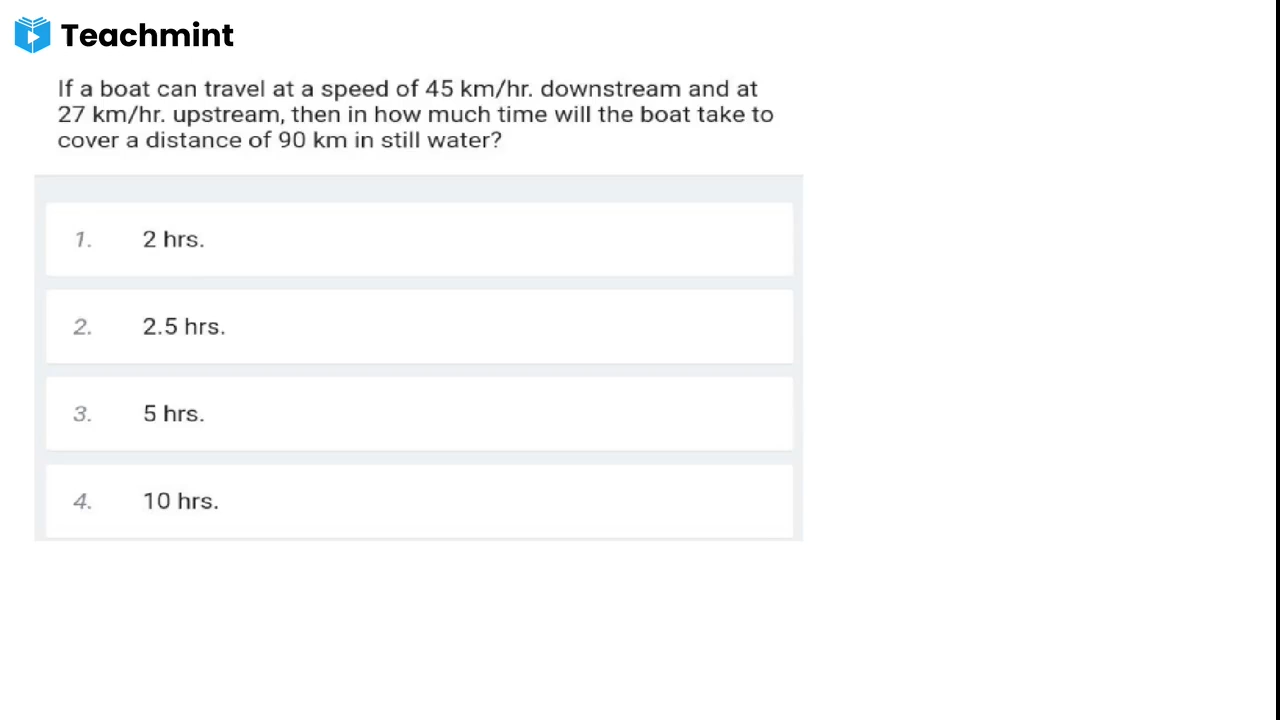 Teachmint
If a boat can travel at a speed of 45 km/hr. downstream and at
27 km/hr. upstream, then in how much time will the boat take to
cover a distance of 90 km in still water?
1. 2 hrs.
2. 2.5 hrs.
3. 5 hrs.
4. 10 hrs.